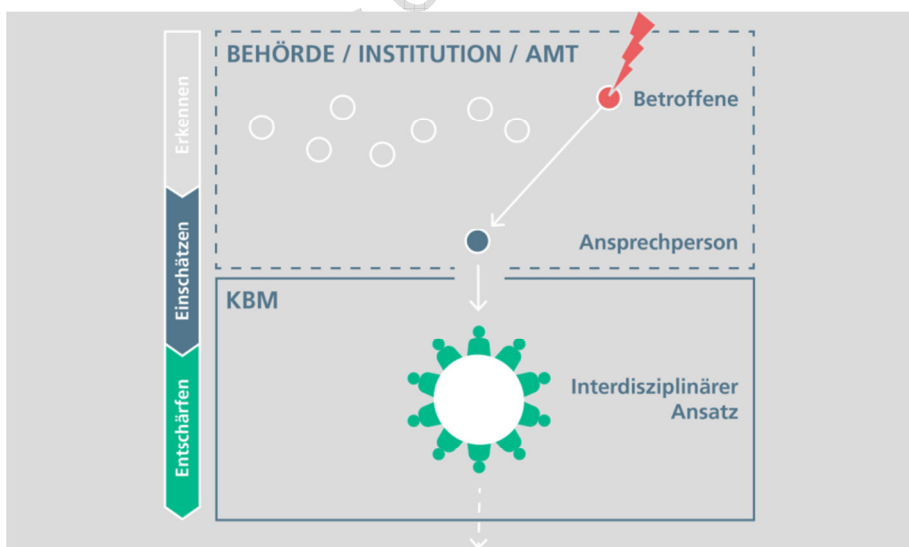 BEHÖRDE / INSTITUTION / AMT
Betroffene
Erkennen
Ansprechperson
Einschätzen
KBM
Interdisziplinärer
Ansatz
Entschärfen